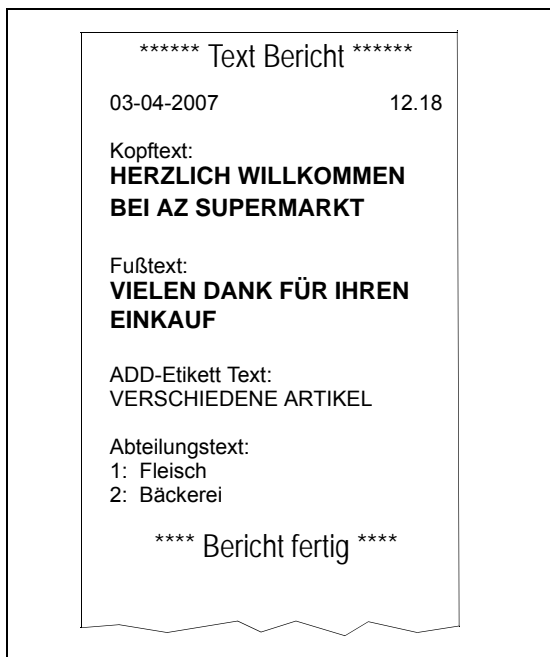 ****** Text Bericht ******
03-04-2007 12.18
Kopftext:
HERZLICH WILLKOMMEN
BEI AZ SUPERMARKT
Fußtext:
VIELEN DANK FÜR IHREN
EINKAUF
ADD-Etikett Text:
VERSCHIEDENE ARTIKEL
Abteilungstext:
1: Fleisch
2: Bäckerei
**** Bericht fertig ****